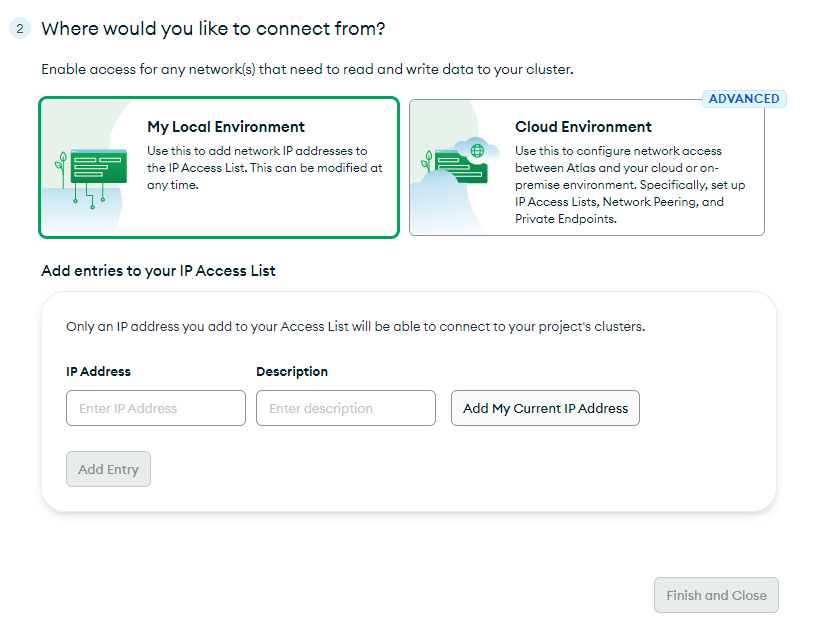 2 Where would you like to connect from?
Enable access for any network(s) that need to read and write data to your cluster.
My Local Environment
Use this to add network IP addresses to
the IP Access List. This can be modified at
any time.
ADVANCED
Cloud Environment
Use this to configure network access
between Atlas and your cloud or on-
premise environment. Specifically, set up
IP Access Lists, Network Peering, and
Private Endpoints.
Add entries to your IP Access List
Only an IP address you add to your Access List will be able to connect to your project's clusters.
IP Address Description
Enter IP Address Enter description Add My Current IP Address
Add Entry
Finish and Close